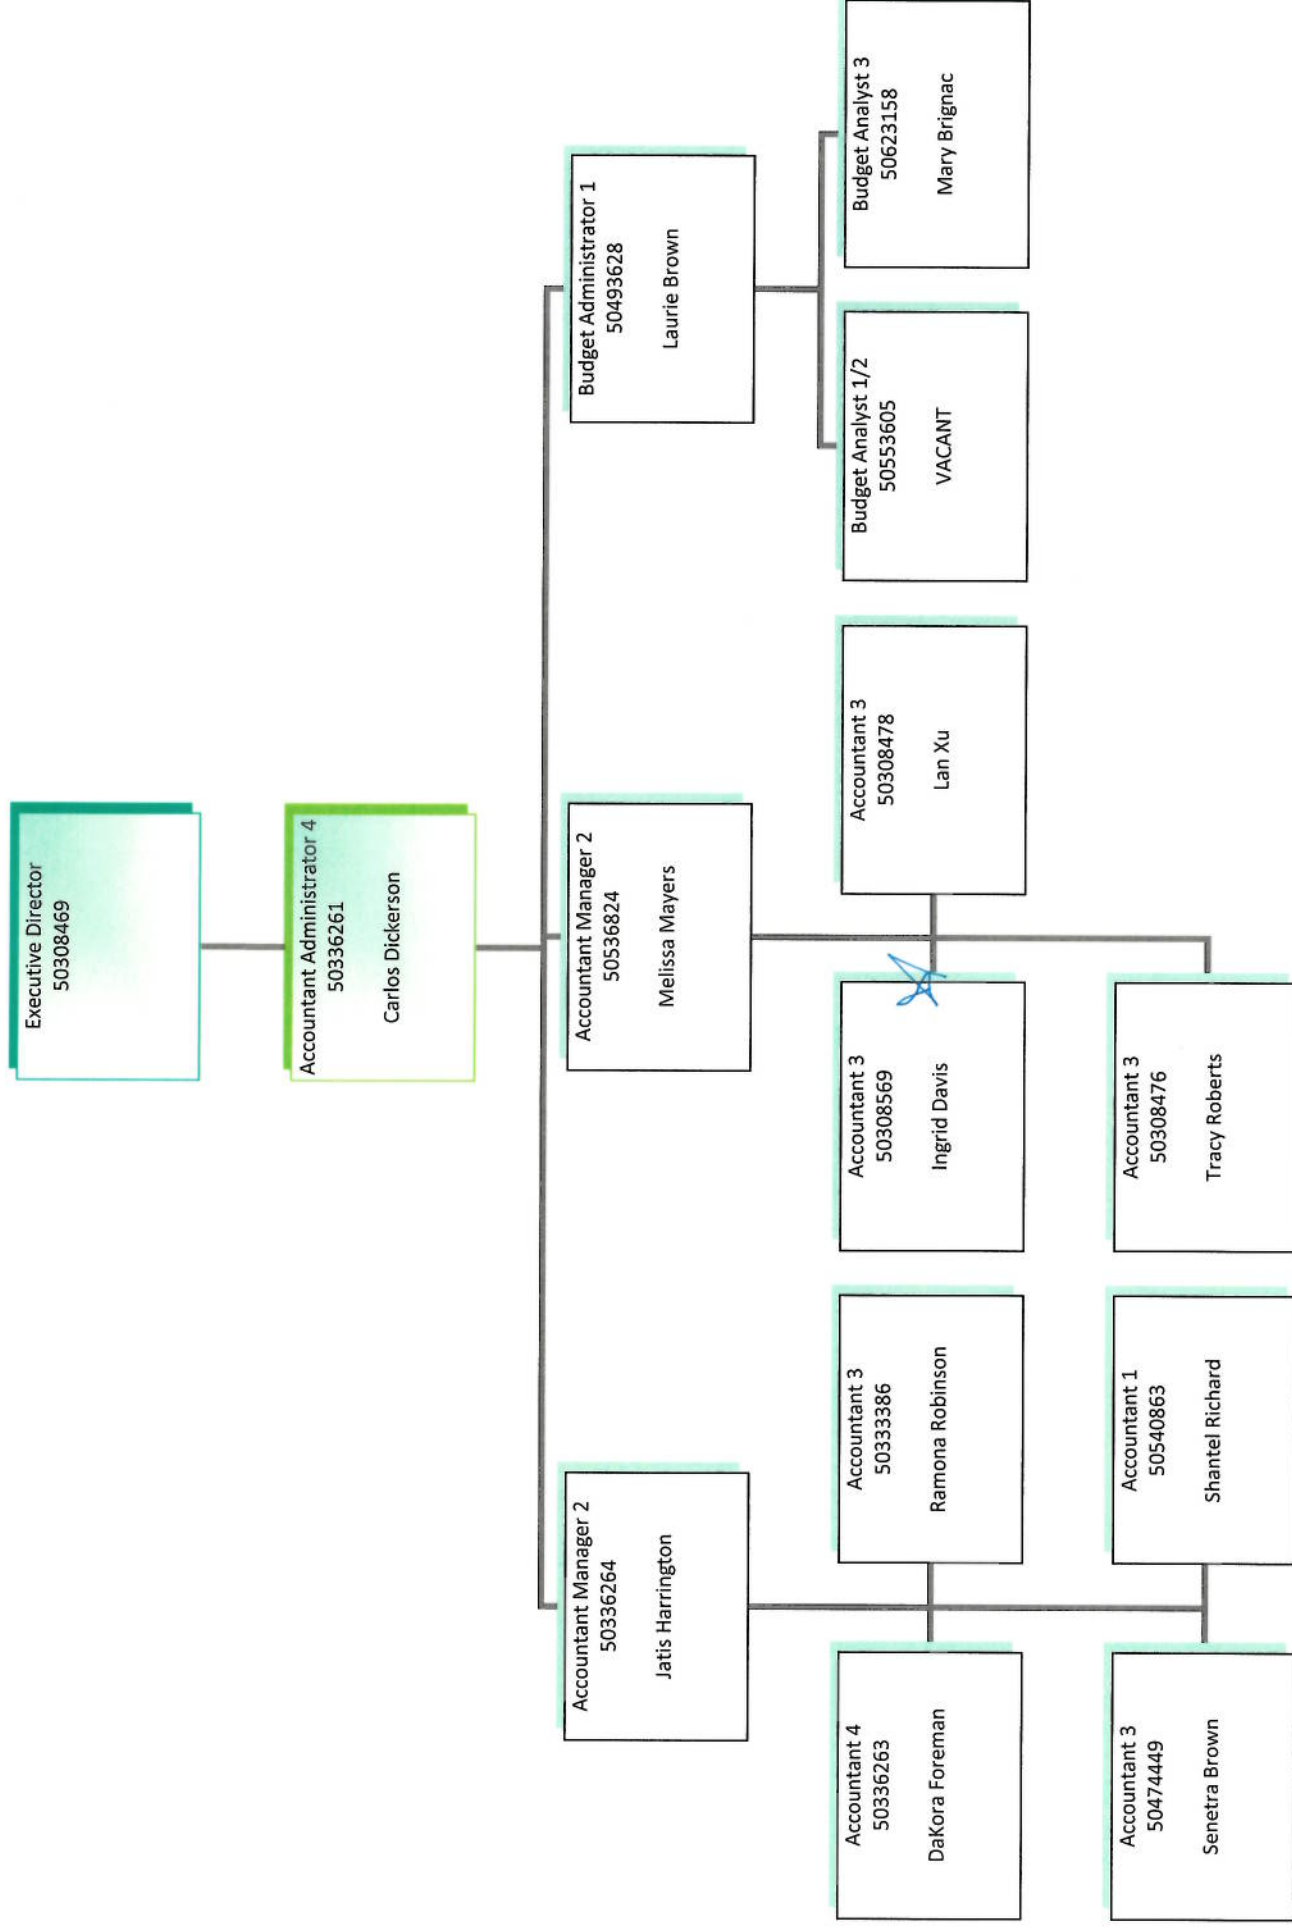 Executive Director
50308469
Accountant Administrator 4
50336261
Carlos Dickerson
Accountant Manager 2
50336264
Jatis Harrington
Accountant Manager 2
50536824
Melissa Mayers
Budget Administrator 1
50493628
Laurie Brown
Accountant 4
50336263
DaKora Foreman
Accountant 3
50333386
Ramona Robinson
Accountant 3
50308569
Ingrid Davis
Accountant 3
50308478
Lan Xu
Budget Analyst 1/2
50553605
VACANT
Budget Analyst 3
50623158
Mary Brignac
Accountant 3
50474449
Senetra Brown
Accountant 1
50540863
Shantel Richard
Accountant 3
50308476
Tracy Roberts